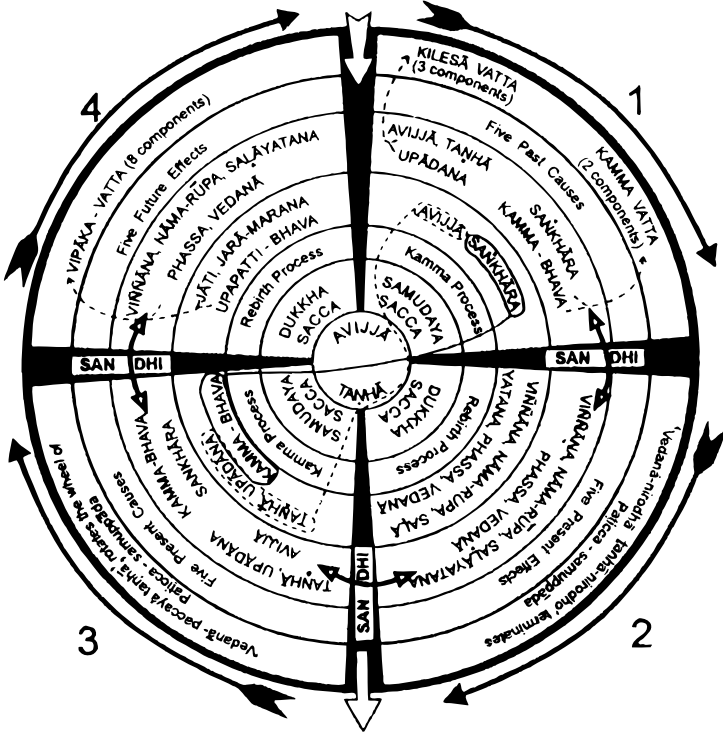 1
KILESĀ VATTA
(3 components)
KAMMA VATTA
(2 components)
Five Past Causes
AVIJJĀ, TAṆHĀ
UPĀDĀNA
SAṄKHĀRA
KAMMA - BHAVA
AVIJJĀ
SAṄKHĀRA
Kamma Process
SAMUDAYA
SACCA
AVIJJĀ
SAN DHI
2
'Vedanā-nirodhā taṇhā-nirodho' terminates
Paṭicca - samuppāda
Five Present Effects
VIÑÑĀṆA, NĀMA-RŪPA, SAḶĀYATANA
PHASSA, VEDANĀ
VIÑÑĀṆA, NĀMA-RŪPA, SAḶĀ
YATANA, PHASSA, VEDANĀ
Rebirth Process
DUKKHA
SACCA
SAN DHI
3
Vedanā-paccayā taṇhā', rotates the wheel of
Paṭicca - samuppāda
Five Present Causes
KAMMA-BHAVA
SANKHĀRA
TAṆHĀ, UPĀDĀNA
AVIJJĀ
TAṆHĀ, UPĀDĀNA,
KAMMA - BHAVA
Kamma Process
SAMUDAYA
SACCA
TAṆHĀ
SAN DHI
4
VIPĀKA - VATTA (8 components)
Five Future Effects
VIÑÑĀNA NĀMA-RŪPA, SAḶĀYATANA
PHASSA, VEDANĀ
JĀTI, JARĀ-MARANA
UPAPATTI - BHAVA
Rebirth Process
DUKKHA
SACCA